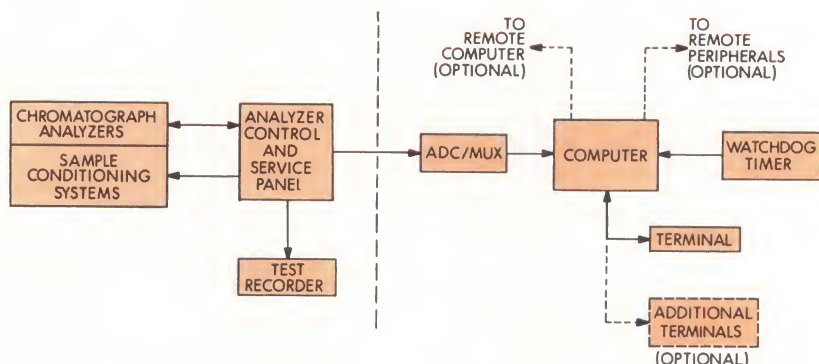 CHROMATOGRAPH
ANALYZERS
SAMPLE
CONDITIONING
SYSTEMS
ANALYZER
CONTROL
AND
SERVICE
PANEL
TEST
RECORDER
ADC/MUX
TO
REMOTE
COMPUTER
(OPTIONAL)
TO
REMOTE
PERIPHERALS
(OPTIONAL)
COMPUTER
WATCHDOG
TIMER
TERMINAL
ADDITIONAL
TERMINALS
(OPTIONAL)